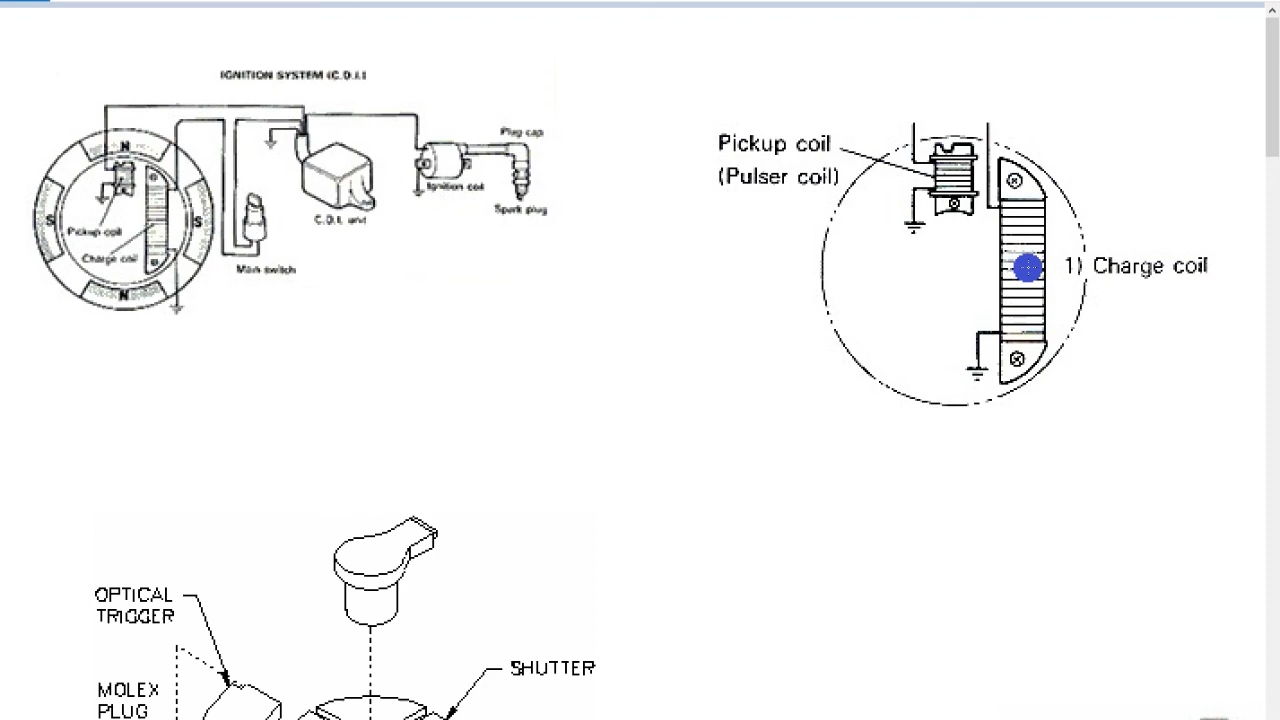 IGNITION SYSTEM (C.D.I.)
Plug cap
Ignition coil
Spark plug
C.D.I. unit
Main switch
N
S
S
Pickup coil
Charge coil
N
Pickup coil
(Pulser coil)
1) Charge coil
OPTICAL
TRIGGER
SHUTTER
MOLEX
PLUG